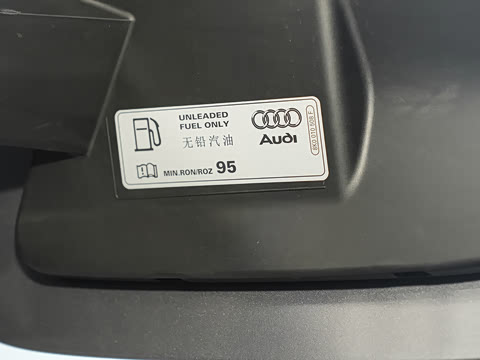 UNLEADED
FUEL ONLY
无铅汽油
MIN.RON/ROZ 95
Audi